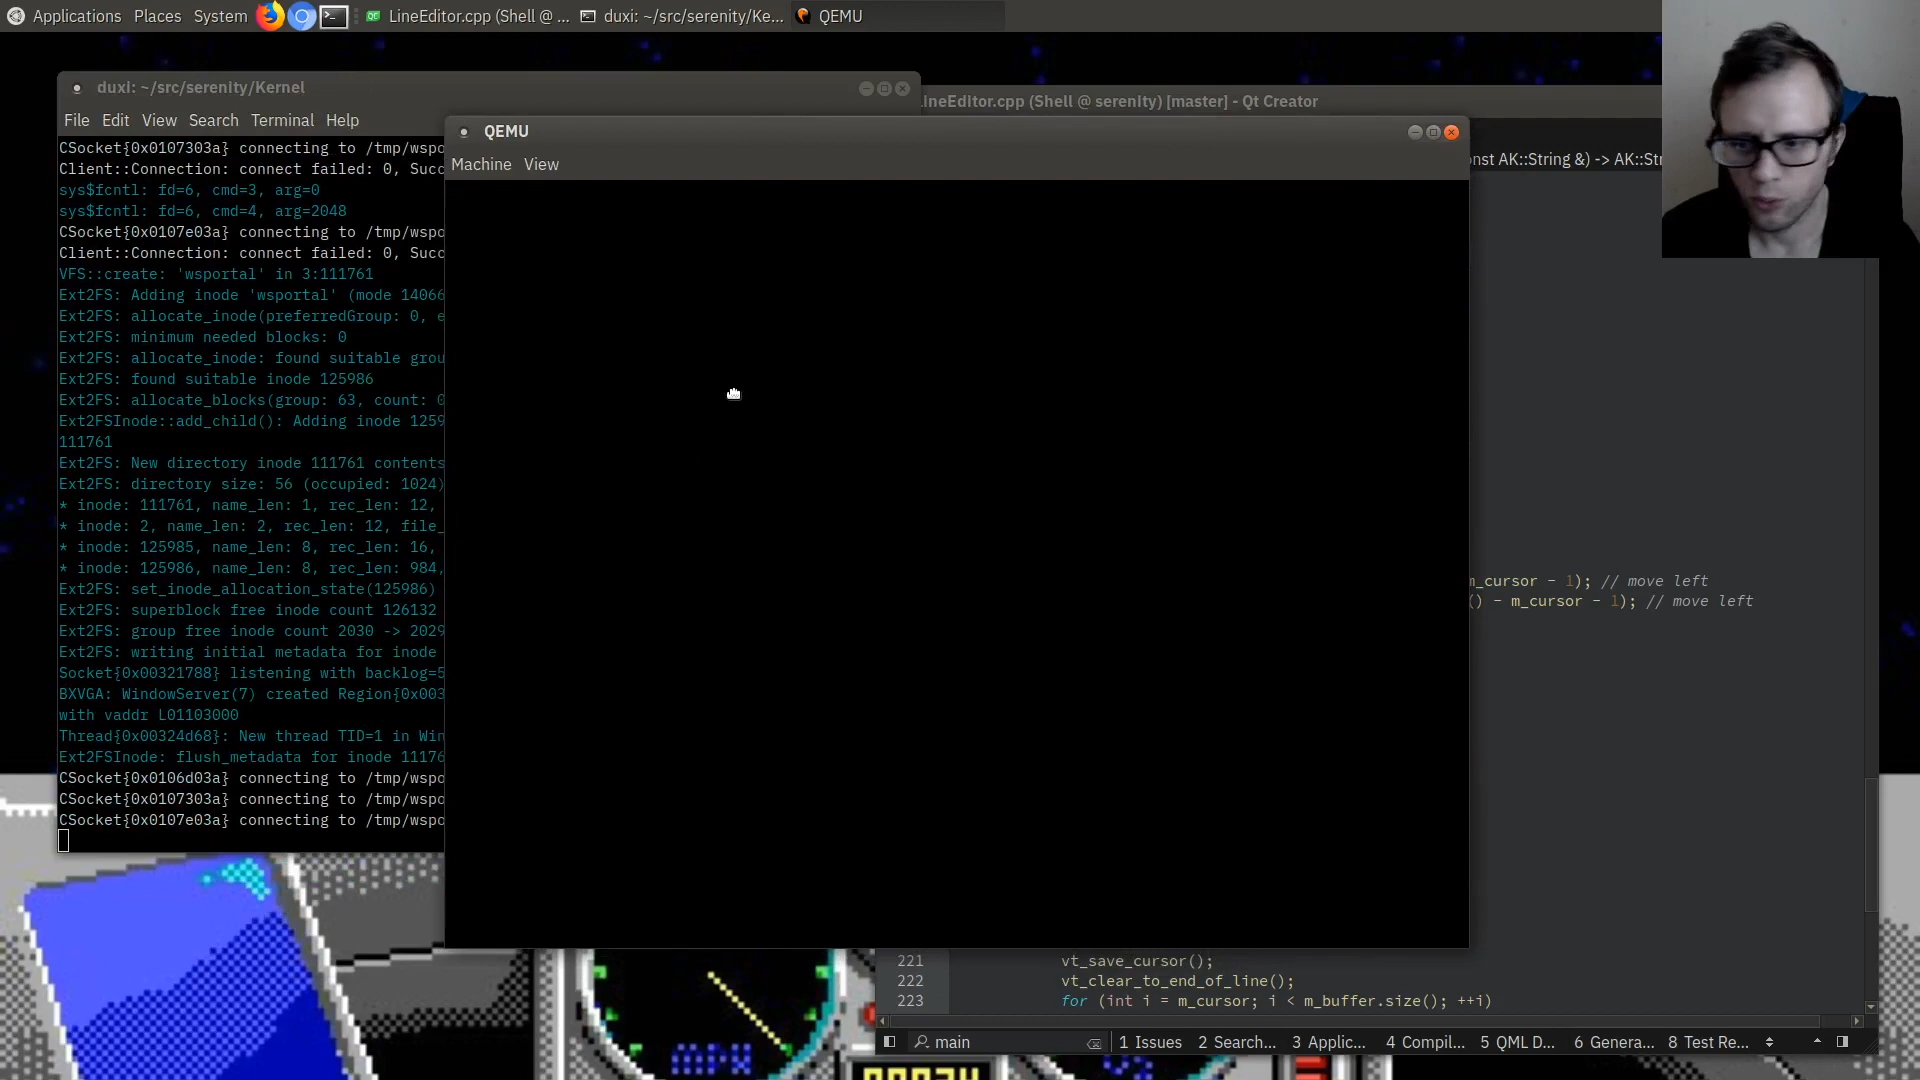 Applications Places System LineEditor.cpp (Shell @ ... duxi: ~/src/serenity/Ke... QEMU
duxi: ~/src/serenity/Kernel
File Edit View Search Terminal Help
CSocket{0x0107303a} connecting to /tmp/wspo
Client::Connection: connect failed: 0, Succ
sys$fcntl: fd=6, cmd=3, arg=0
sys$fcntl: fd=6, cmd=4, arg=2048
CSocket{0x0107e03a} connecting to /tmp/wspo
Client::Connection: connect failed: 0, Succ
VFS::create: 'wsportal' in 3:111761
Ext2FS: Adding inode 'wsportal' (mode 14066
Ext2FS: allocate_inode(preferredGroup: 0, e
Ext2FS: minimum needed blocks: 0
Ext2FS: allocate_inode: found suitable grou
Ext2FS: found suitable inode 125986
Ext2FS: allocate_blocks(group: 63, count: 0
Ext2FSInode::add_child(): Adding inode 1259
111761
Ext2FS: New directory inode 111761 contents
Ext2FS: directory size: 56 (occupied: 1024)
* inode: 111761, name_len: 1, rec_len: 12,
* inode: 2, name_len: 2, rec_len: 12, file_
* inode: 125985, name_len: 8, rec_len: 16,
* inode: 125986, name_len: 8, rec_len: 984,
Ext2FS: set_inode_allocation_state(125986)
Ext2FS: superblock free inode count 126132
Ext2FS: group free inode count 2030 -> 2029
Ext2FS: writing initial metadata for inode
Socket{0x00321788} listening with backlog=5
BXVGA: WindowServer(7) created Region{0x003
with vaddr L01103000
Thread{0x00324d68}: New thread TID=1 in Win
Ext2FSInode: flush_metadata for inode 11176
CSocket{0x0106d03a} connecting to /tmp/wspo
CSocket{0x0107303a} connecting to /tmp/wspo
CSocket{0x0107e03a} connecting to /tmp/wspo
QEMU
Machine View
LineEditor.cpp (Shell @ serenity) [master] - Qt Creator
onst AK::String &) -> AK::Str
m_cursor - 1); // move left
() - m_cursor - 1); // move left
221 vt_save_cursor();
222 vt_clear_to_end_of_line();
223 for (int i = m_cursor; i < m_buffer.size(); ++i)
main 1 Issues 2 Search... 3 Applic... 4 Compil... 5 QML D... 6 Genera... 8 Test Re...